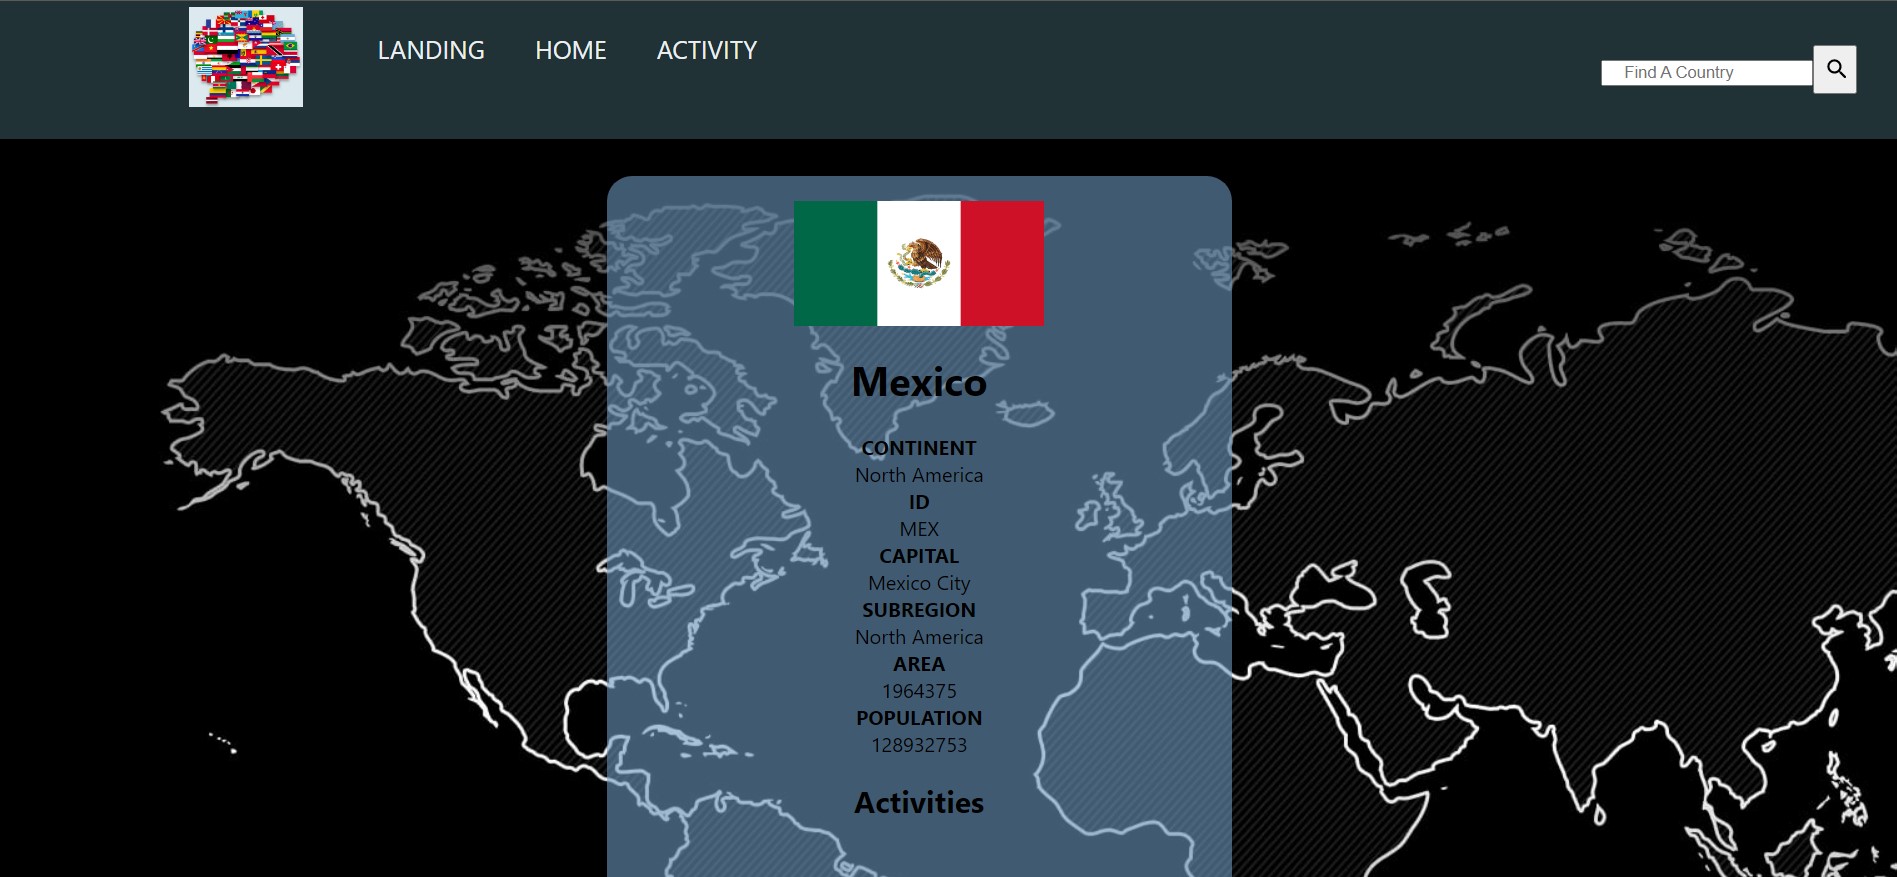 LANDING HOME ACTIVITY
Find A Country
Mexico
CONTINENT
North America
ID
MEX
CAPITAL
Mexico City
SUBREGION
North America
AREA
1964375
POPULATION
128932753
Activities